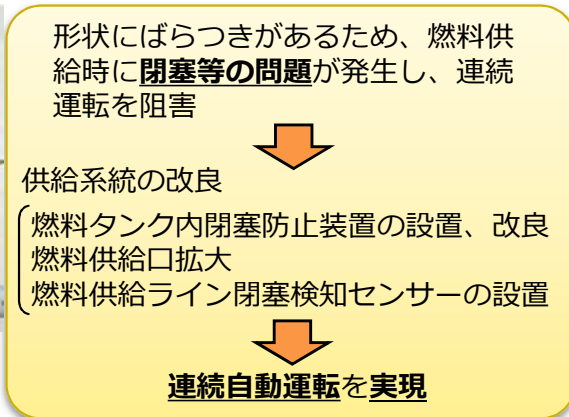 形状にばらつきがあるため、燃料供
給時に閉塞等の問題が発生し、連続
運転を阻害
供給系統の改良
燃料タンク内閉塞防止装置の設置、改良
燃料供給口拡大
燃料供給ライン閉塞検知センサーの設置
連続自動運転を実現